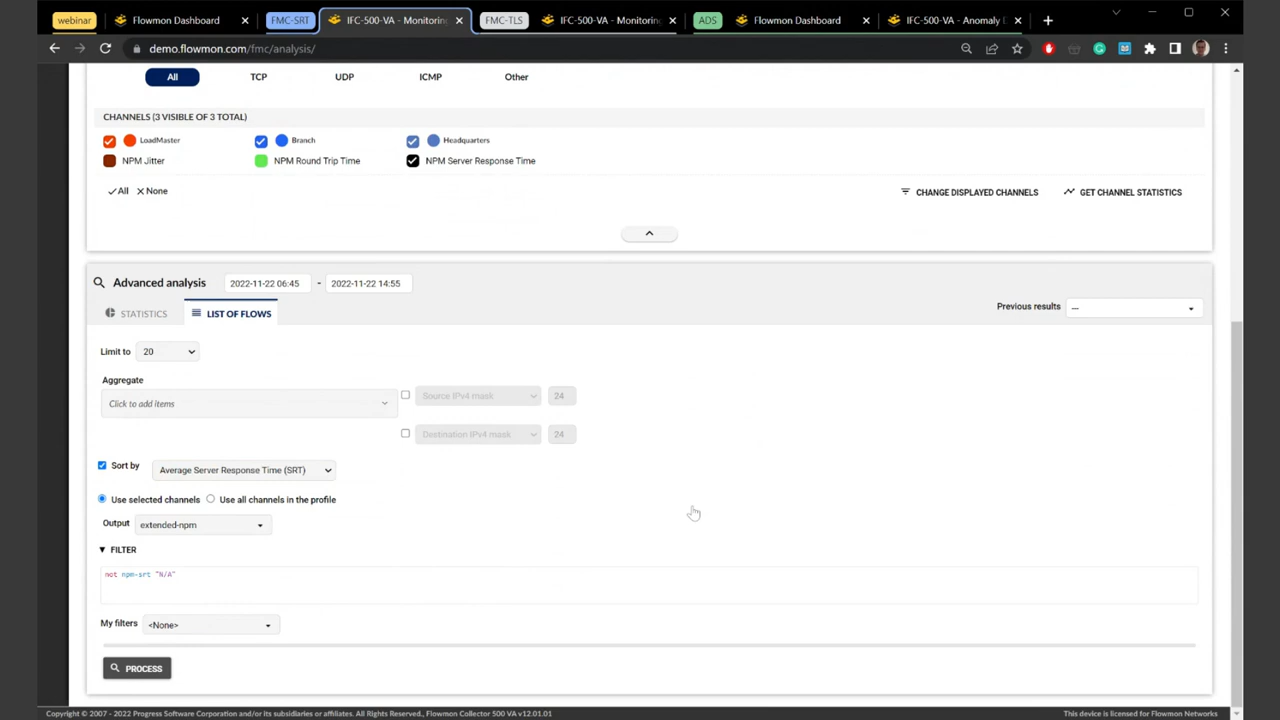 webinar
Flowmon Dashboard
FMC-SRT
IFC-500-VA - Monitoring
FMC-TLS
IFC-500-VA - Monitorin
ADS
Flowmon Dashboard
IFC-500-VA - Anomaly
demo.flowmon.com/fmc/analysis/
All TCP UDP ICMP Other
CHANNELS (3 VISIBLE OF 3 TOTAL)
LoadMaster Branch Headquarters
NPM Jitter NPM Round Trip Time NPM Server Response Time
All None CHANGE DISPLAYED CHANNELS GET CHANNEL STATISTICS
Advanced analysis 2022-11-22 06:45 - 2022-11-22 14:55
STATISTICS LIST OF FLOWS Previous results ---
Limit to 20
Aggregate
Click to add items Source IPv4 mask 24
Destination IPv4 mask 24
Sort by Average Server Response Time (SRT)
Use selected channels Use all channels in the profile
Output extended-npm
FILTER
not npm-srt "N/A"
My filters <None>
PROCESS
Copyright © 2007 - 2022 Progress Software Corporation and/or its subsidiaries or affiliates. All Rights Reserved., Flowmon Collector 500 VA v12.01.01 This device is licensed for Flowmon Networks